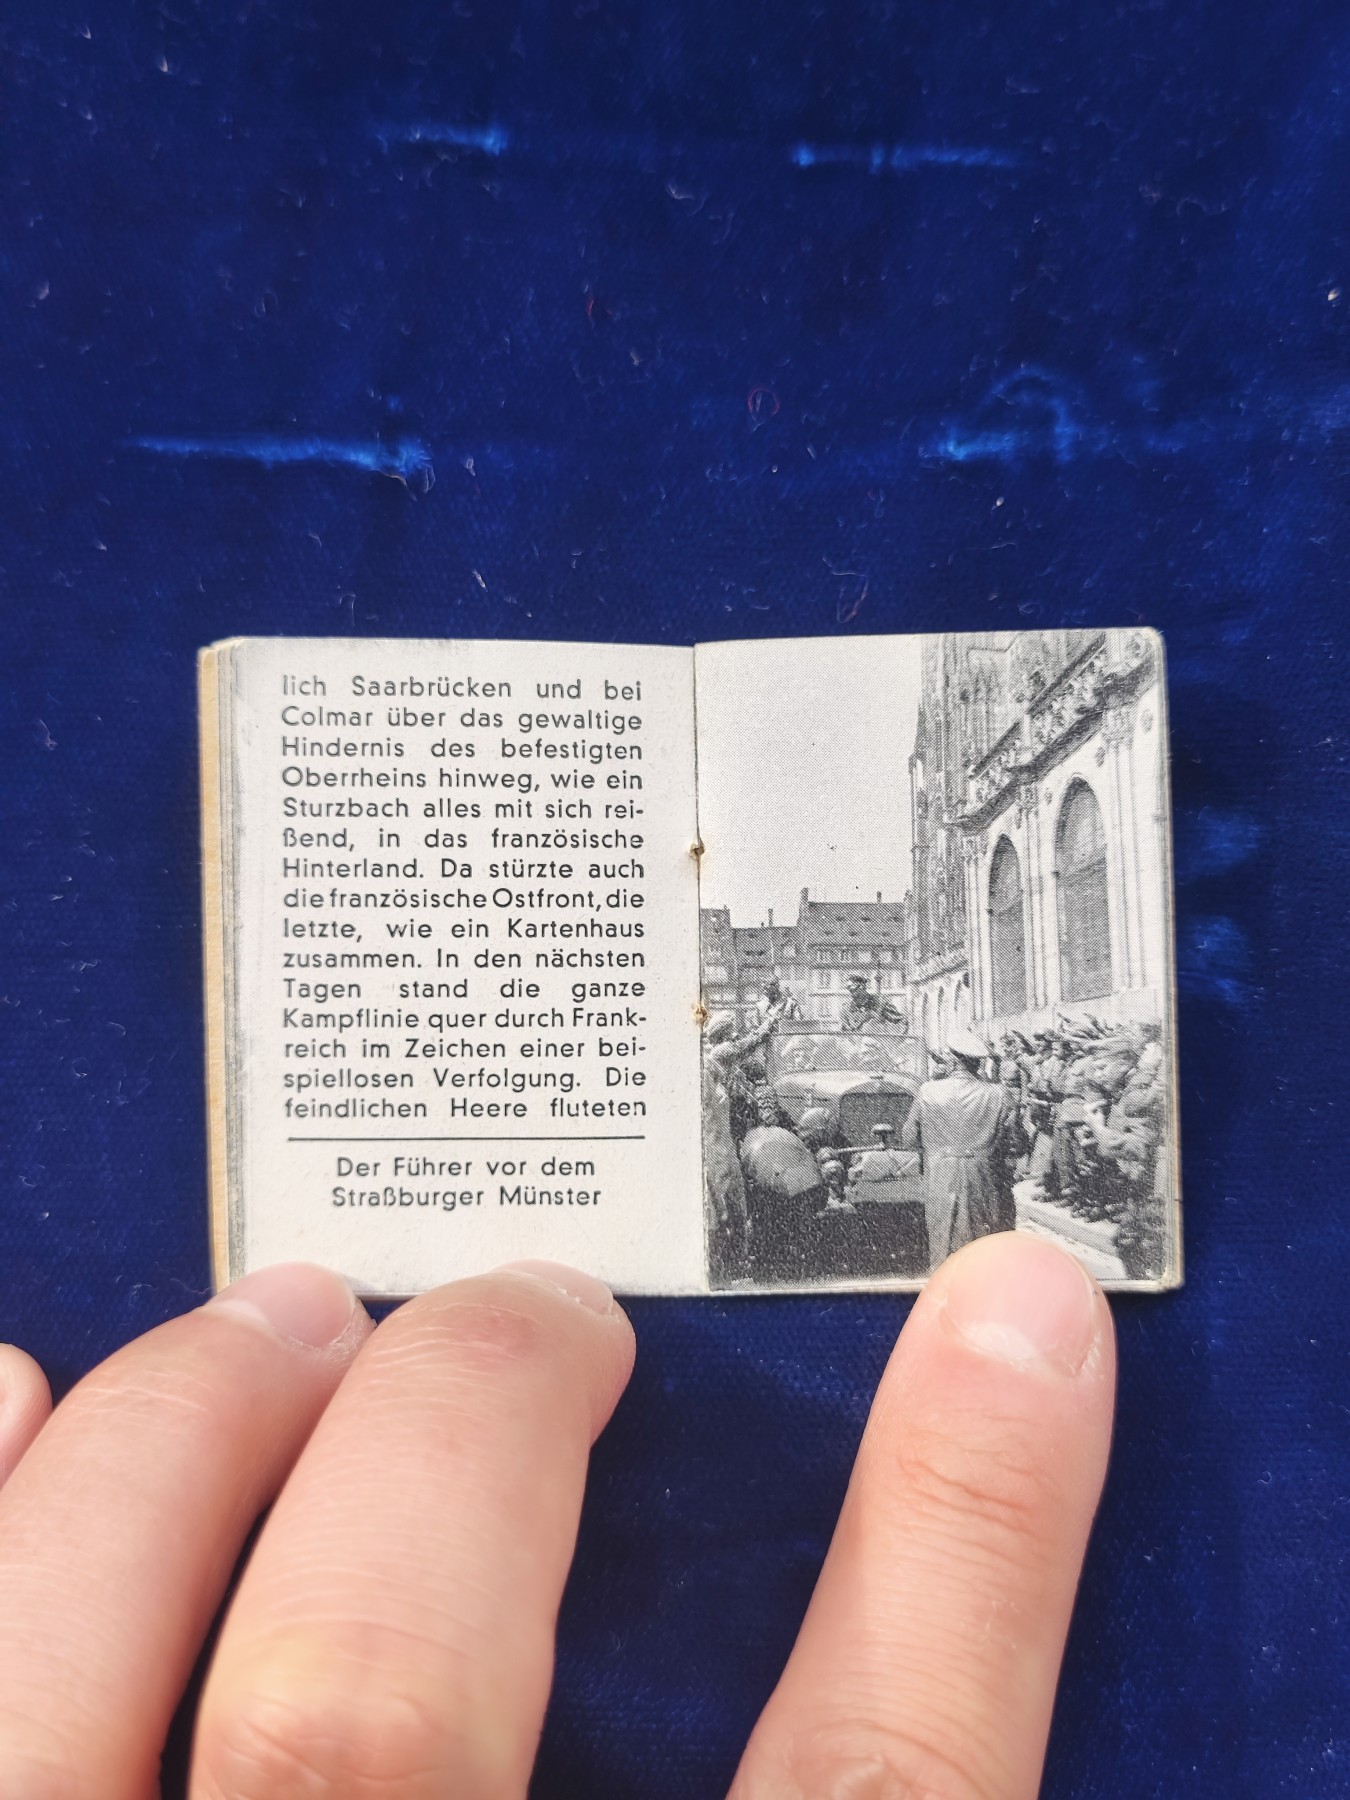 lich Saarbrücken und bei
Colmar über das gewaltige
Hindernis des befestigten
Oberrheins hinweg, wie ein
Sturzbach alles mit sich rei-
ßend, in das französische
Hinterland. Da stürzte auch
die französische Ostfront, die
letzte, wie ein Kartenhaus
zusammen. In den nächsten
Tagen stand die ganze
Kampflinie quer durch Frank-
reich im Zeichen einer bei-
spiellosen Verfolgung. Die
feindlichen Heere fluteten
Der Führer vor dem
Straßburger Münster